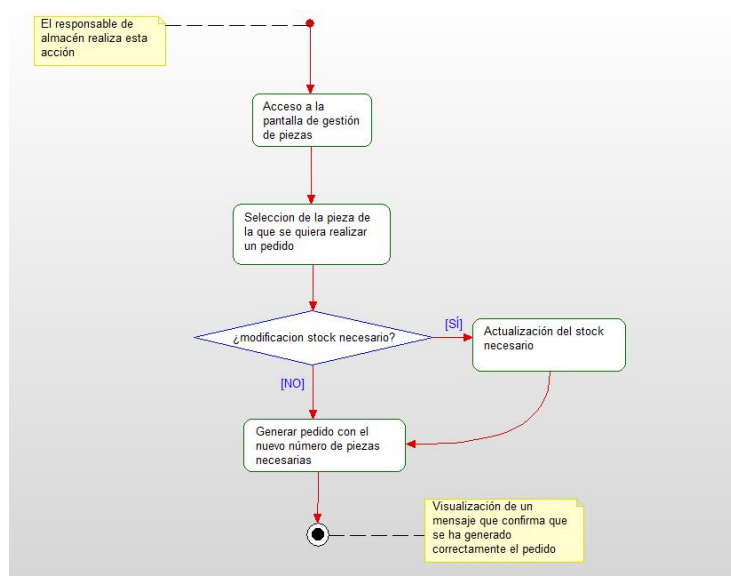 El responsable de
almacén realiza esta
acción
Acceso a la
pantalla de gestión
de piezas
Seleccion de la pieza de
la que se quiera realizar
un pedido
¿modificacion stock necesario?
[SÍ]
Actualización del stock
necesario
[NO]
Generar pedido con el
nuevo número de piezas
necesarias
Visualización de un
mensaje que confirma que
se ha generado
correctamente el pedido